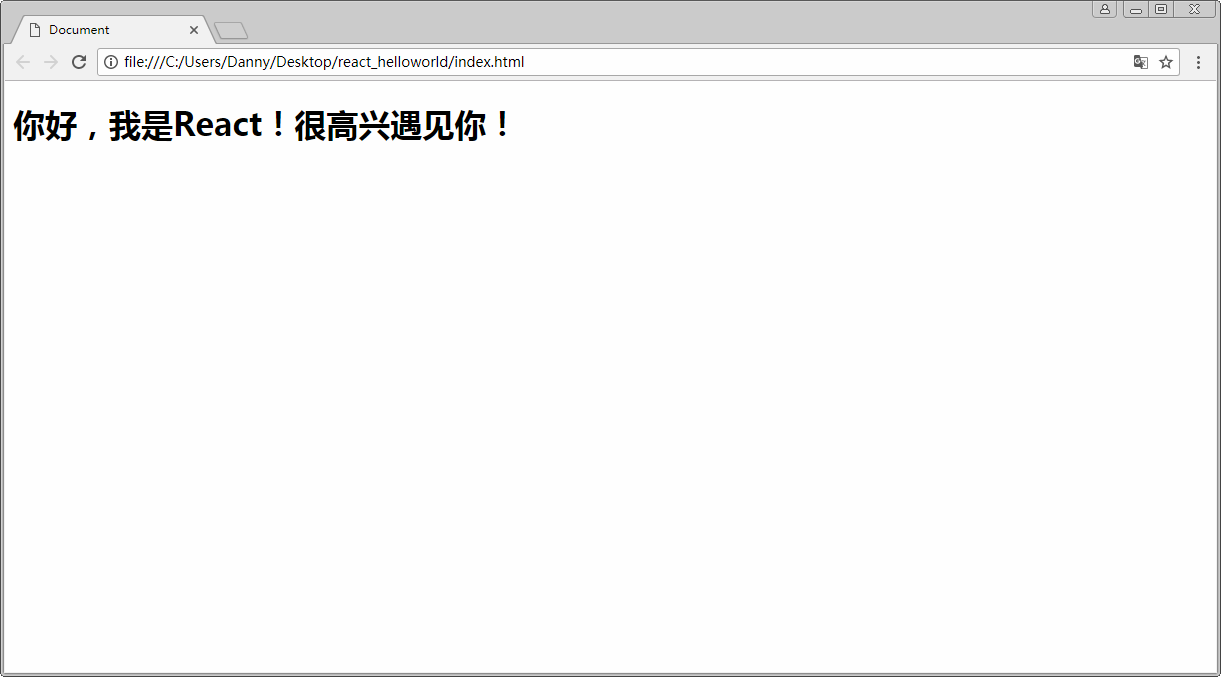 Document
file:///C:/Users/Danny/Desktop/react_helloworld/index.html
你好，我是React！很高兴遇见你！